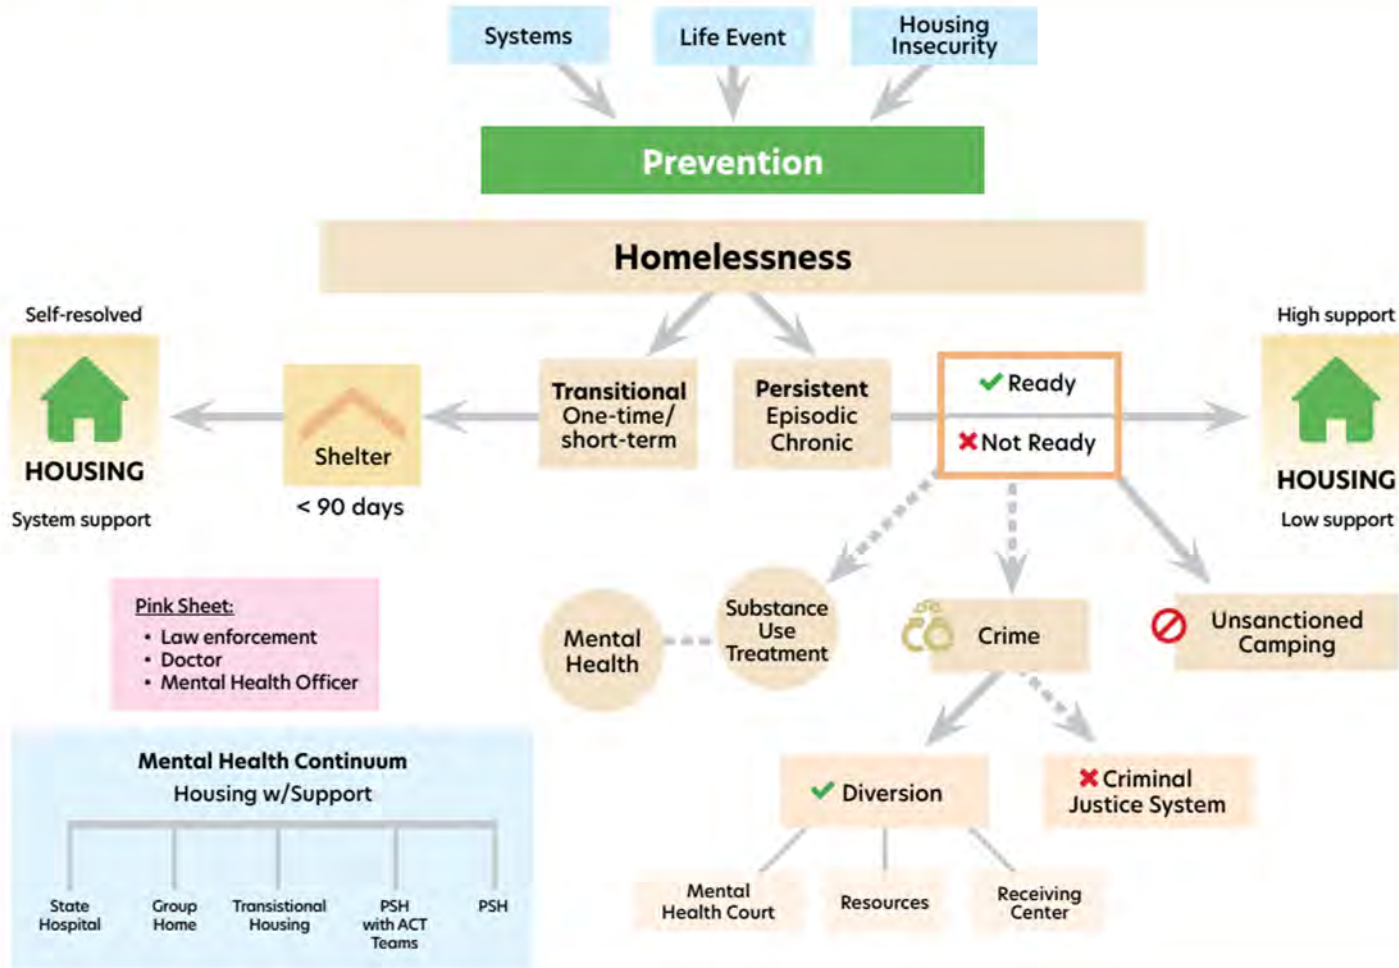 Systems
Life Event
Housing
Insecurity
Prevention
Homelessness
Self-resolved
HOUSING
System support
Shelter
< 90 days
Transitional
One-time/
short-term
Persistent
Episodic
Chronic
Ready
Not Ready
High support
HOUSING
Low support
Mental
Health
Substance
Use
Treatment
Crime
Unsanctioned
Camping
Pink Sheet:
• Law enforcement
• Doctor
• Mental Health Officer
Diversion
Criminal
Justice System
Mental
Health Court
Resources
Receiving
Center
Mental Health Continuum
Housing w/Support
State
Hospital
Group
Home
Transistional
Housing
PSH
with ACT
Teams
PSH